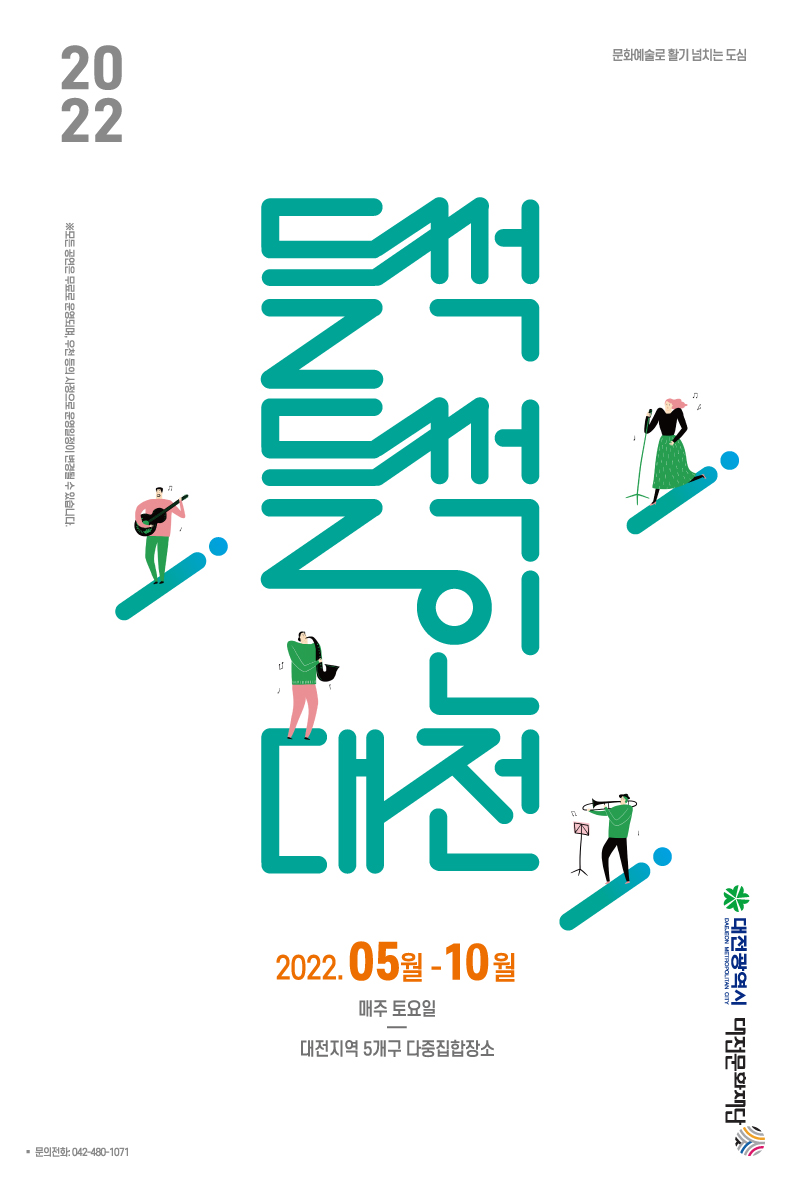 20
22
문화예술로 활기 넘치는 도심
※모든 공연은 무료로 운영되며, 우천 등의 사정으로 운영일정이 변경될 수 있습니다.
들썩
들썩인
대전
2022. 05월 - 10월
매주 토요일
대전지역 5개구 다중집합장소
대전광역시
DAEJEON METROPOLITAN CITY
대전문화재단
문의전화: 042-480-1071